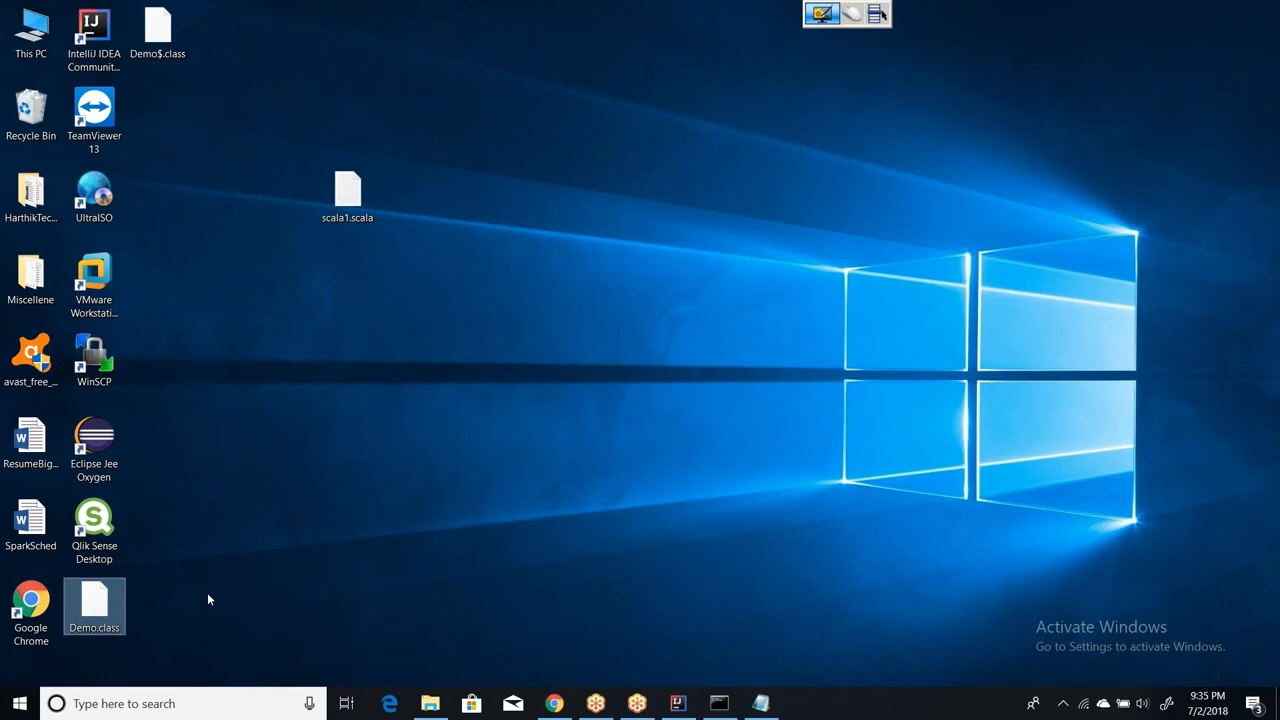 This PC
IntelliJ IDEA
Communit...
Demo$.class
Recycle Bin
TeamViewer
13
HarthikTec...
UltraISO
scala1.scala
Miscellene
VMware
Workstati...
avast_free_...
WinSCP
ResumeBig...
Eclipse Jee
Oxygen
SparkSched
Qlik Sense
Desktop
Google
Chrome
Demo.class
Activate Windows
Go to Settings to activate Windows.
Type here to search
9:35 PM
7/2/2018
3